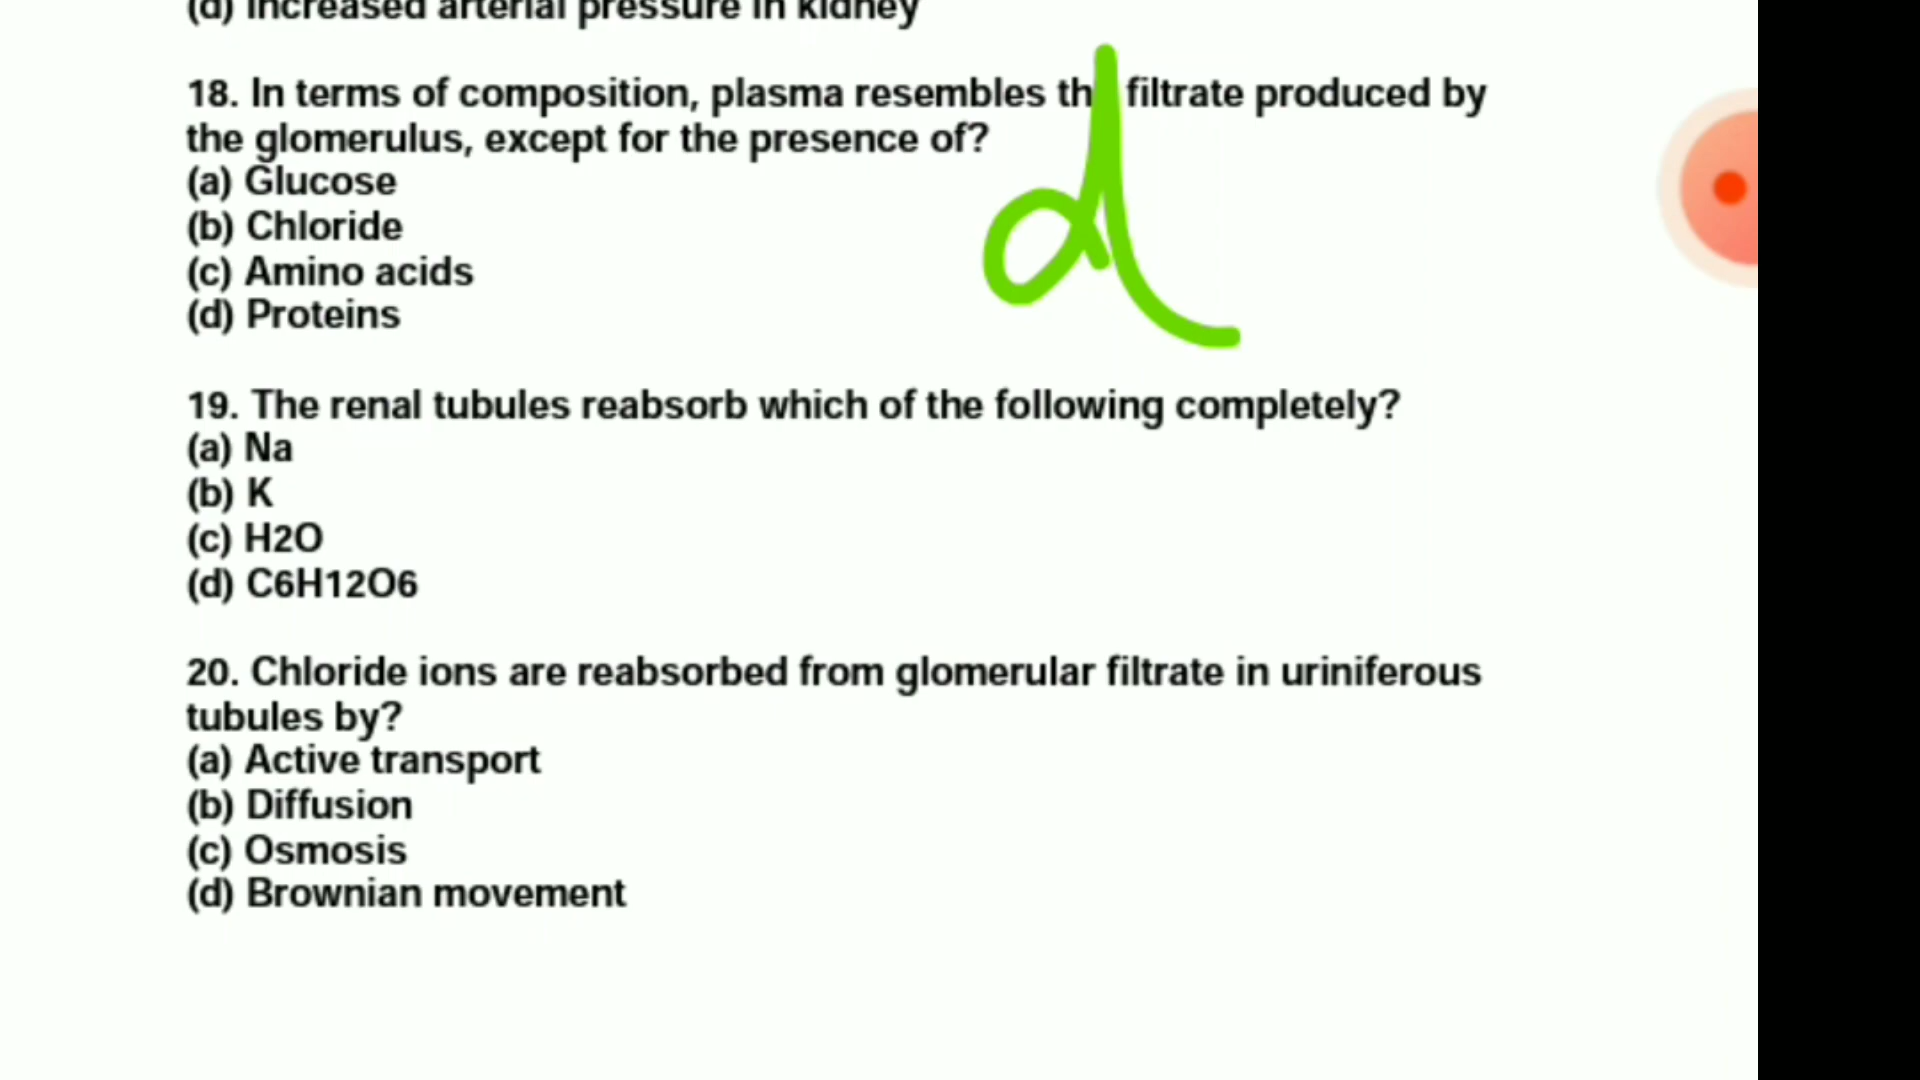 (d) Increased arterial pressure in kidney
18. In terms of composition, plasma resembles th filtrate produced by
the glomerulus, except for the presence of?
(a) Glucose
(b) Chloride
(c) Amino acids
(d) Proteins
d
19. The renal tubules reabsorb which of the following completely?
(a) Na
(b) K
(c) H2O
(d) C6H12O6
20. Chloride ions are reabsorbed from glomerular filtrate in uriniferous
tubules by?
(a) Active transport
(b) Diffusion
(c) Osmosis
(d) Brownian movement